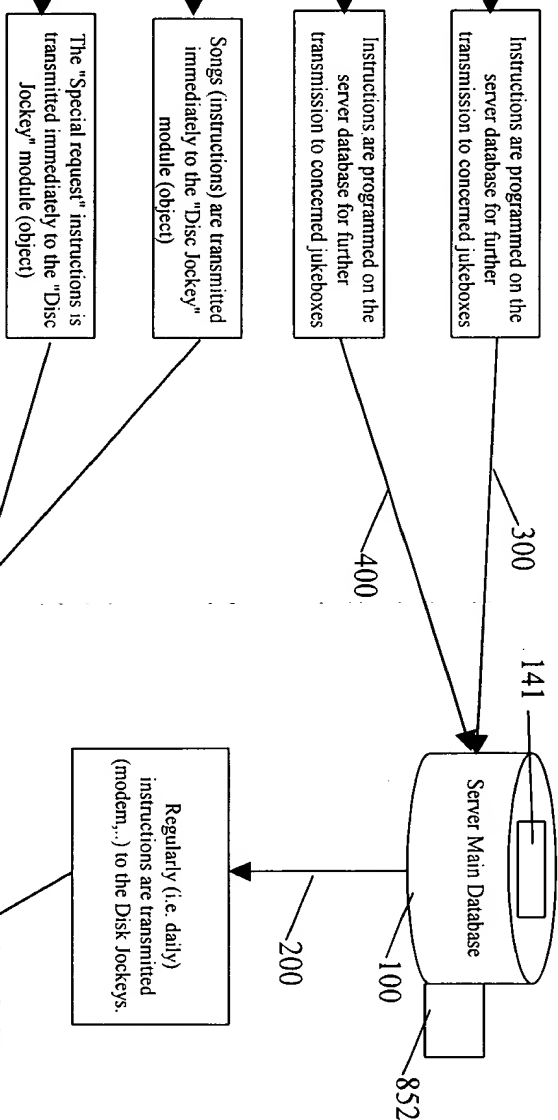 Instructions are programmed on the
server database for further
transmission to concerned jukeboxes
300
141
Server Main Database
100
852
Instructions are programmed on the
server database for further
transmission to concerned jukeboxes
400
200
Regularly (i.e. daily)
instructions are transmitted
(modem,..) to the Disk Jockeys.
Songs (instructions) are transmitted
immediately to the "Disc Jockey"
module (object)
The "Special request" instructions is
transmitted immediately to the "Disc
Jockey" module (object)